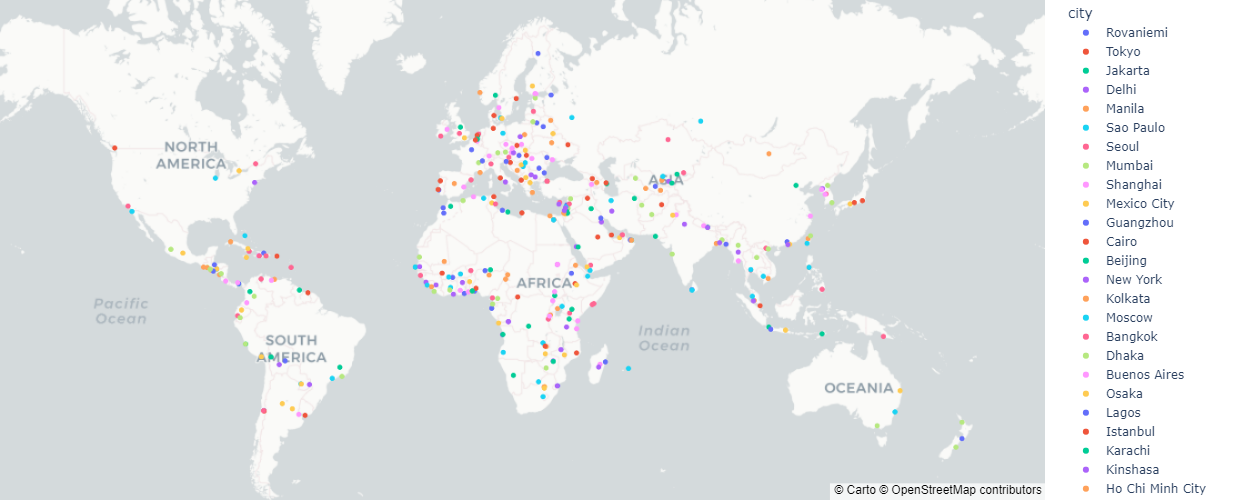 NORTH
AMERICA
ASIA
AFRICA
Pacific
Ocean
SOUTH
AMERICA
Indian
Ocean
OCEANIA
© Carto © OpenStreetMap contributors
city
Rovaniemi
Tokyo
Jakarta
Delhi
Manila
Sao Paulo
Seoul
Mumbai
Shanghai
Mexico City
Guangzhou
Cairo
Beijing
New York
Kolkata
Moscow
Bangkok
Dhaka
Buenos Aires
Osaka
Lagos
Istanbul
Karachi
Kinshasa
Ho Chi Minh City